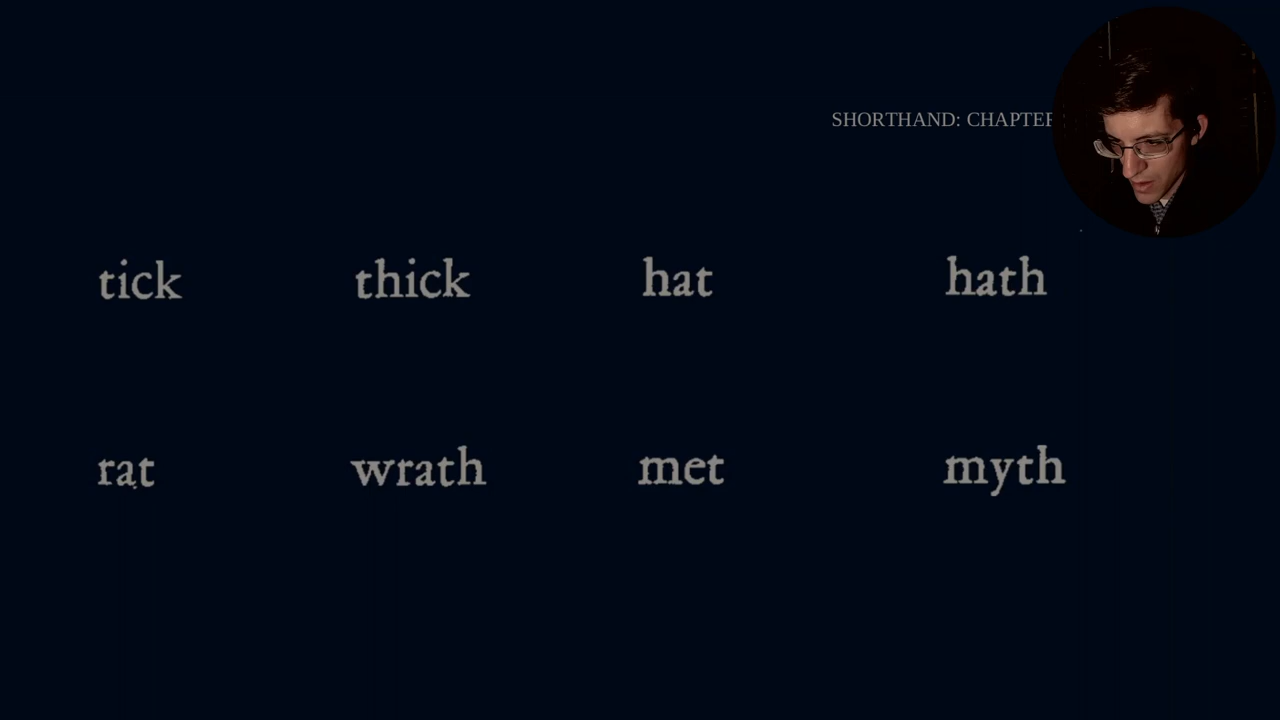 SHORTHAND: CHAPTER
tick thick hat hath
rat wrath met myth